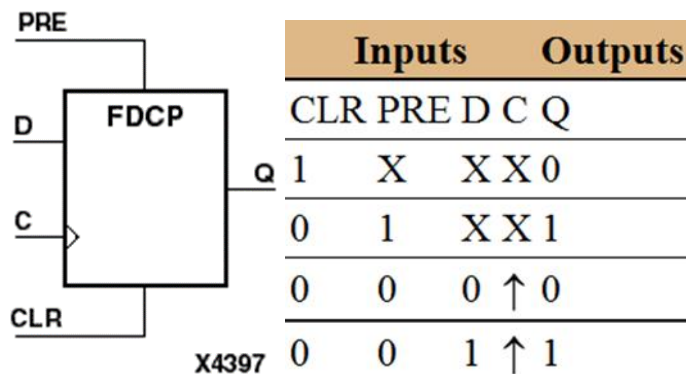 PRE
FDCP
D
Q
C
CLR
X4397
Inputs Outputs
CLR PRE D C Q
1 X X X 0
0 1 X X 1
0 0 0 ↑ 0
0 0 1 ↑ 1